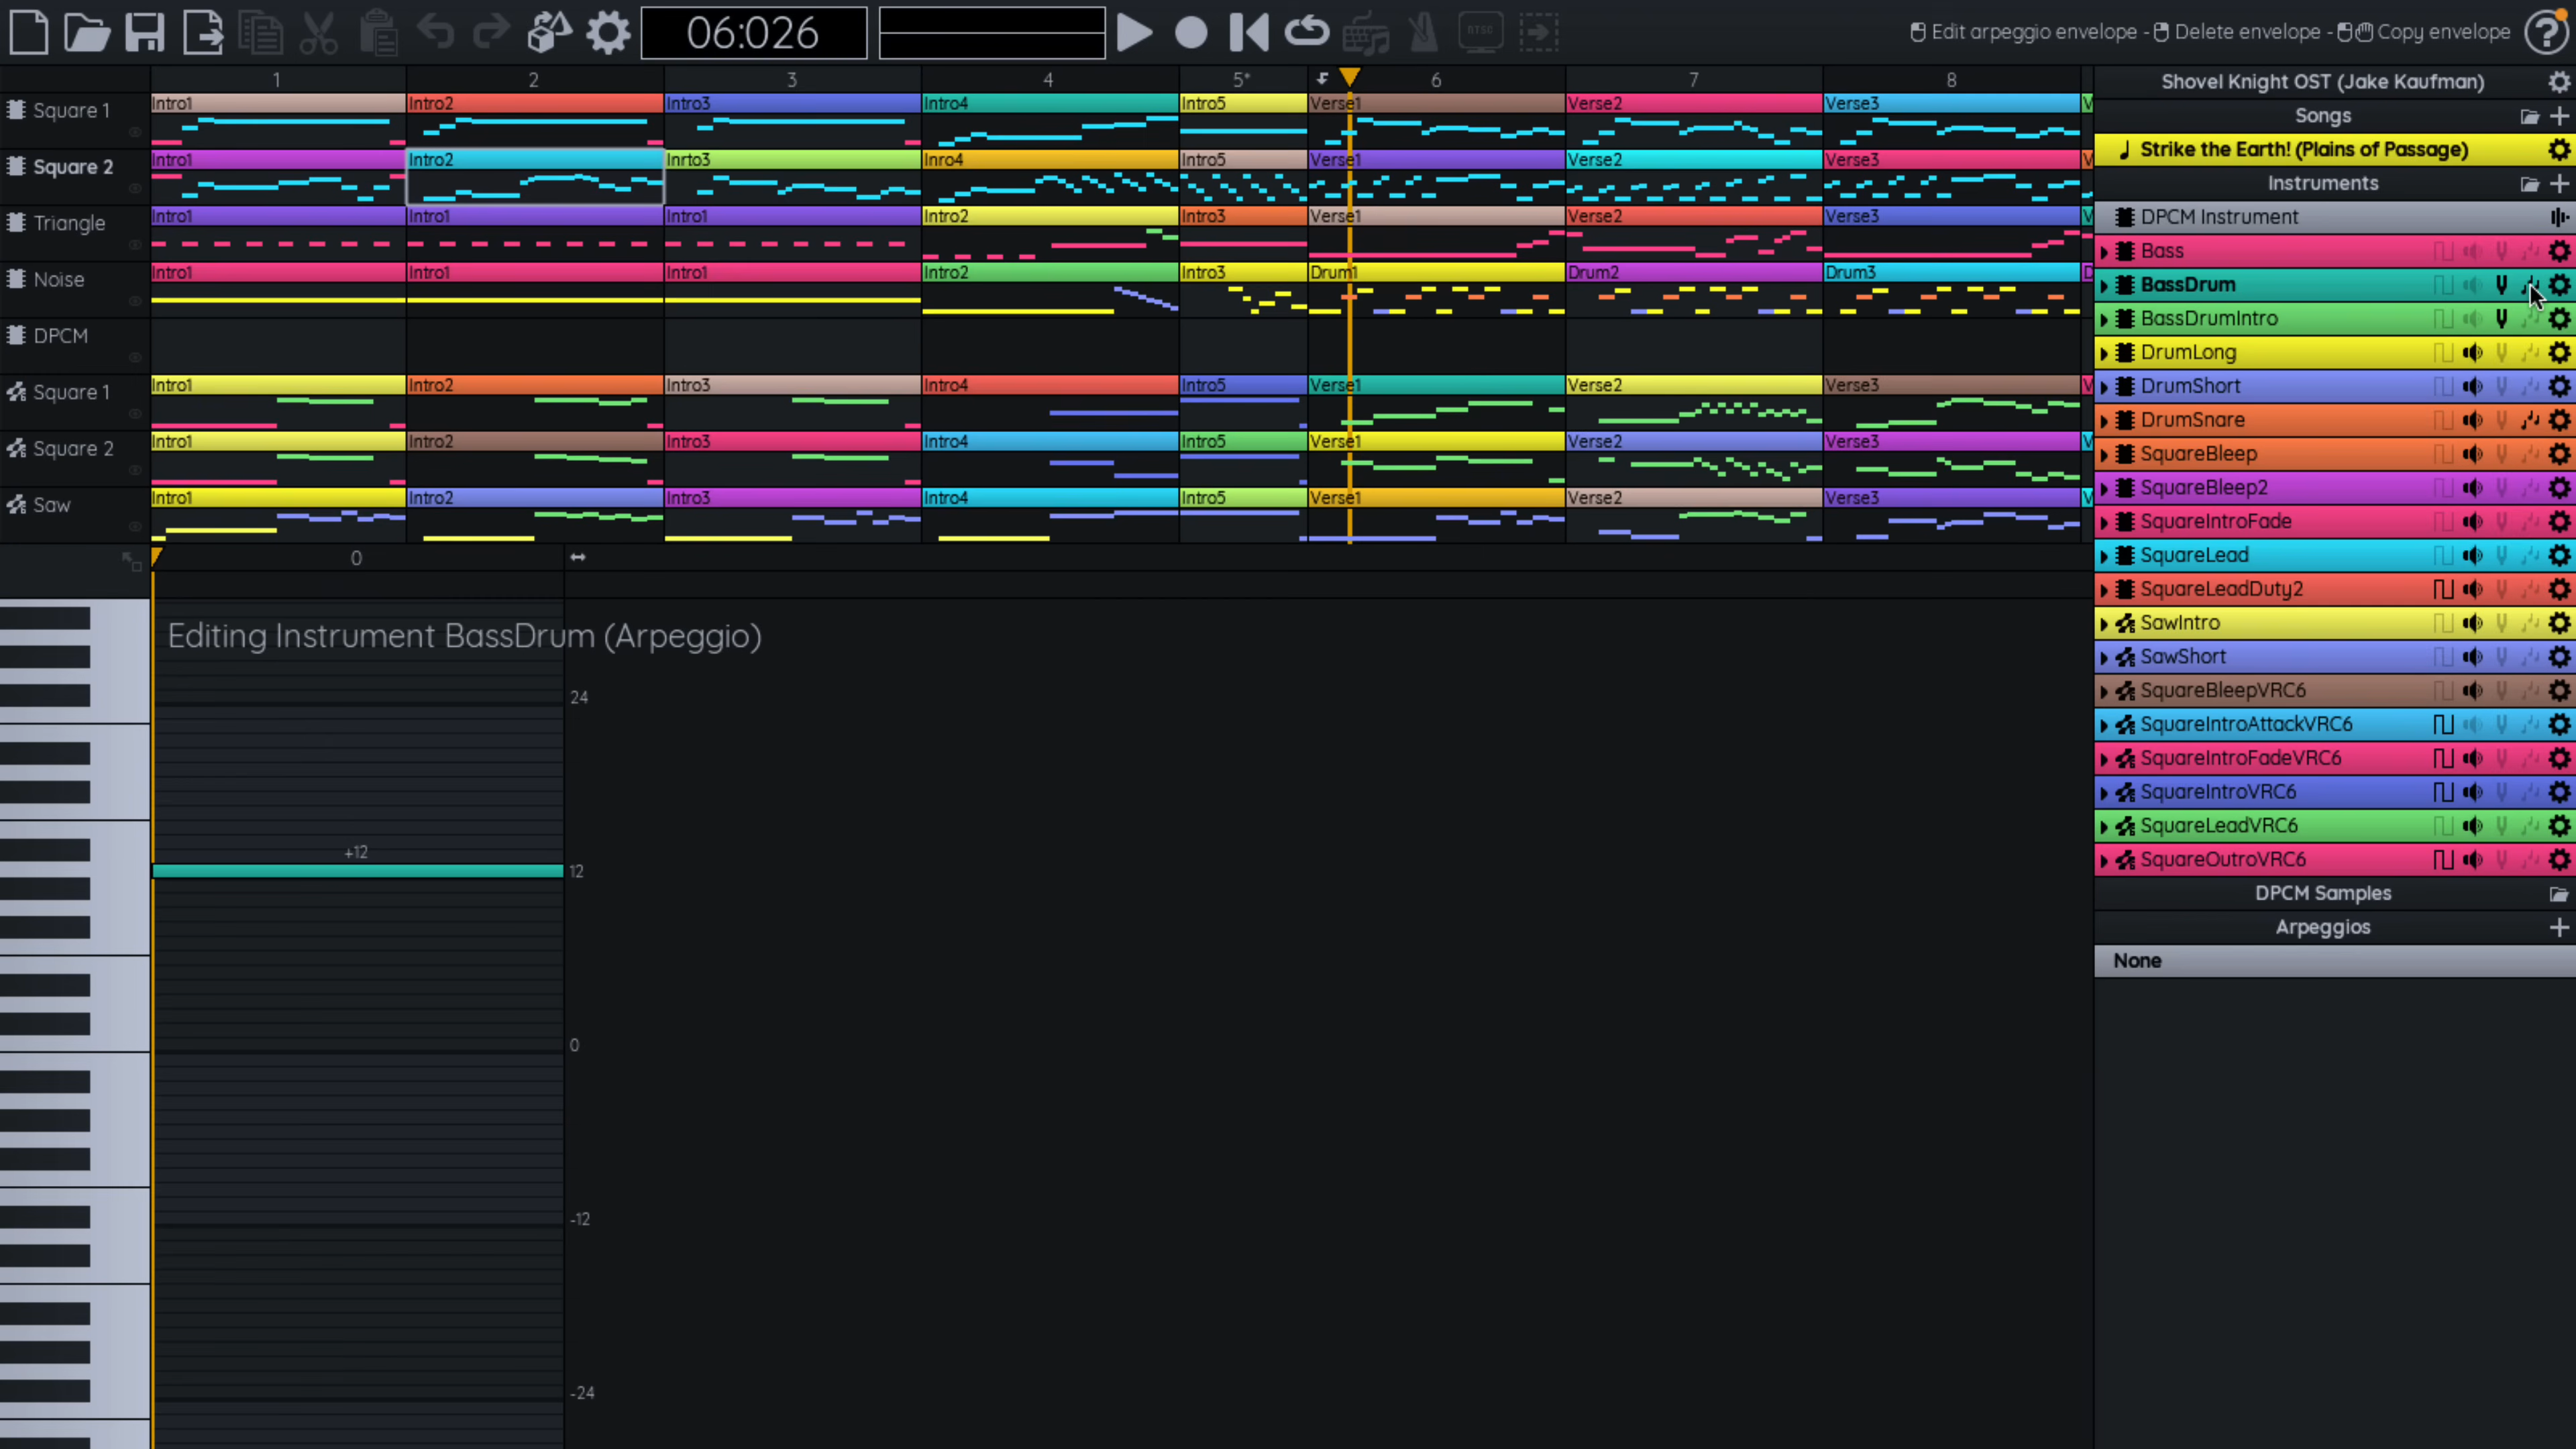 06:026
NTSC
Edit arpeggio envelope - Delete envelope - Copy envelope
?
1 2 3 4 5* 6 7 8
Shovel Knight OST (Jake Kaufman)
Square 1
Intro1 Intro2 Intro3 Intro4 Intro5 Verse1 Verse2 Verse3 V
Songs
Strike the Earth! (Plains of Passage)
Square 2
Intro1 Intro2 Inrto3 Inro4 Intro5 Verse1 Verse2 Verse3 V
Instruments
DPCM Instrument
Triangle
Intro1 Intro1 Intro1 Intro2 Intro3 Verse1 Verse2 Verse3 V
Bass
Noise
Intro1 Intro1 Intro1 Intro2 Intro3 Drum1 Drum2 Drum3 D
BassDrum
BassDrumIntro
DPCM
DrumLong
DrumShort
Square 1
Intro1 Intro2 Intro3 Intro4 Intro5 Verse1 Verse2 Verse3 V
DrumSnare
Square 2
Intro1 Intro2 Intro3 Intro4 Intro5 Verse1 Verse2 Verse3 V
SquareBleep
SquareBleep2
Saw
Intro1 Intro2 Intro3 Intro4 Intro5 Verse1 Verse2 Verse3 V
SquareIntroFade
SquareLead
SquareLeadDuty2
SawIntro
SawShort
SquareBleepVRC6
SquareIntroAttackVRC6
SquareIntroFadeVRC6
SquareIntroVRC6
SquareLeadVRC6
SquareOutroVRC6
DPCM Samples
Arpeggios
None
0
Editing Instrument BassDrum (Arpeggio)
24
+12
12
0
-12
-24